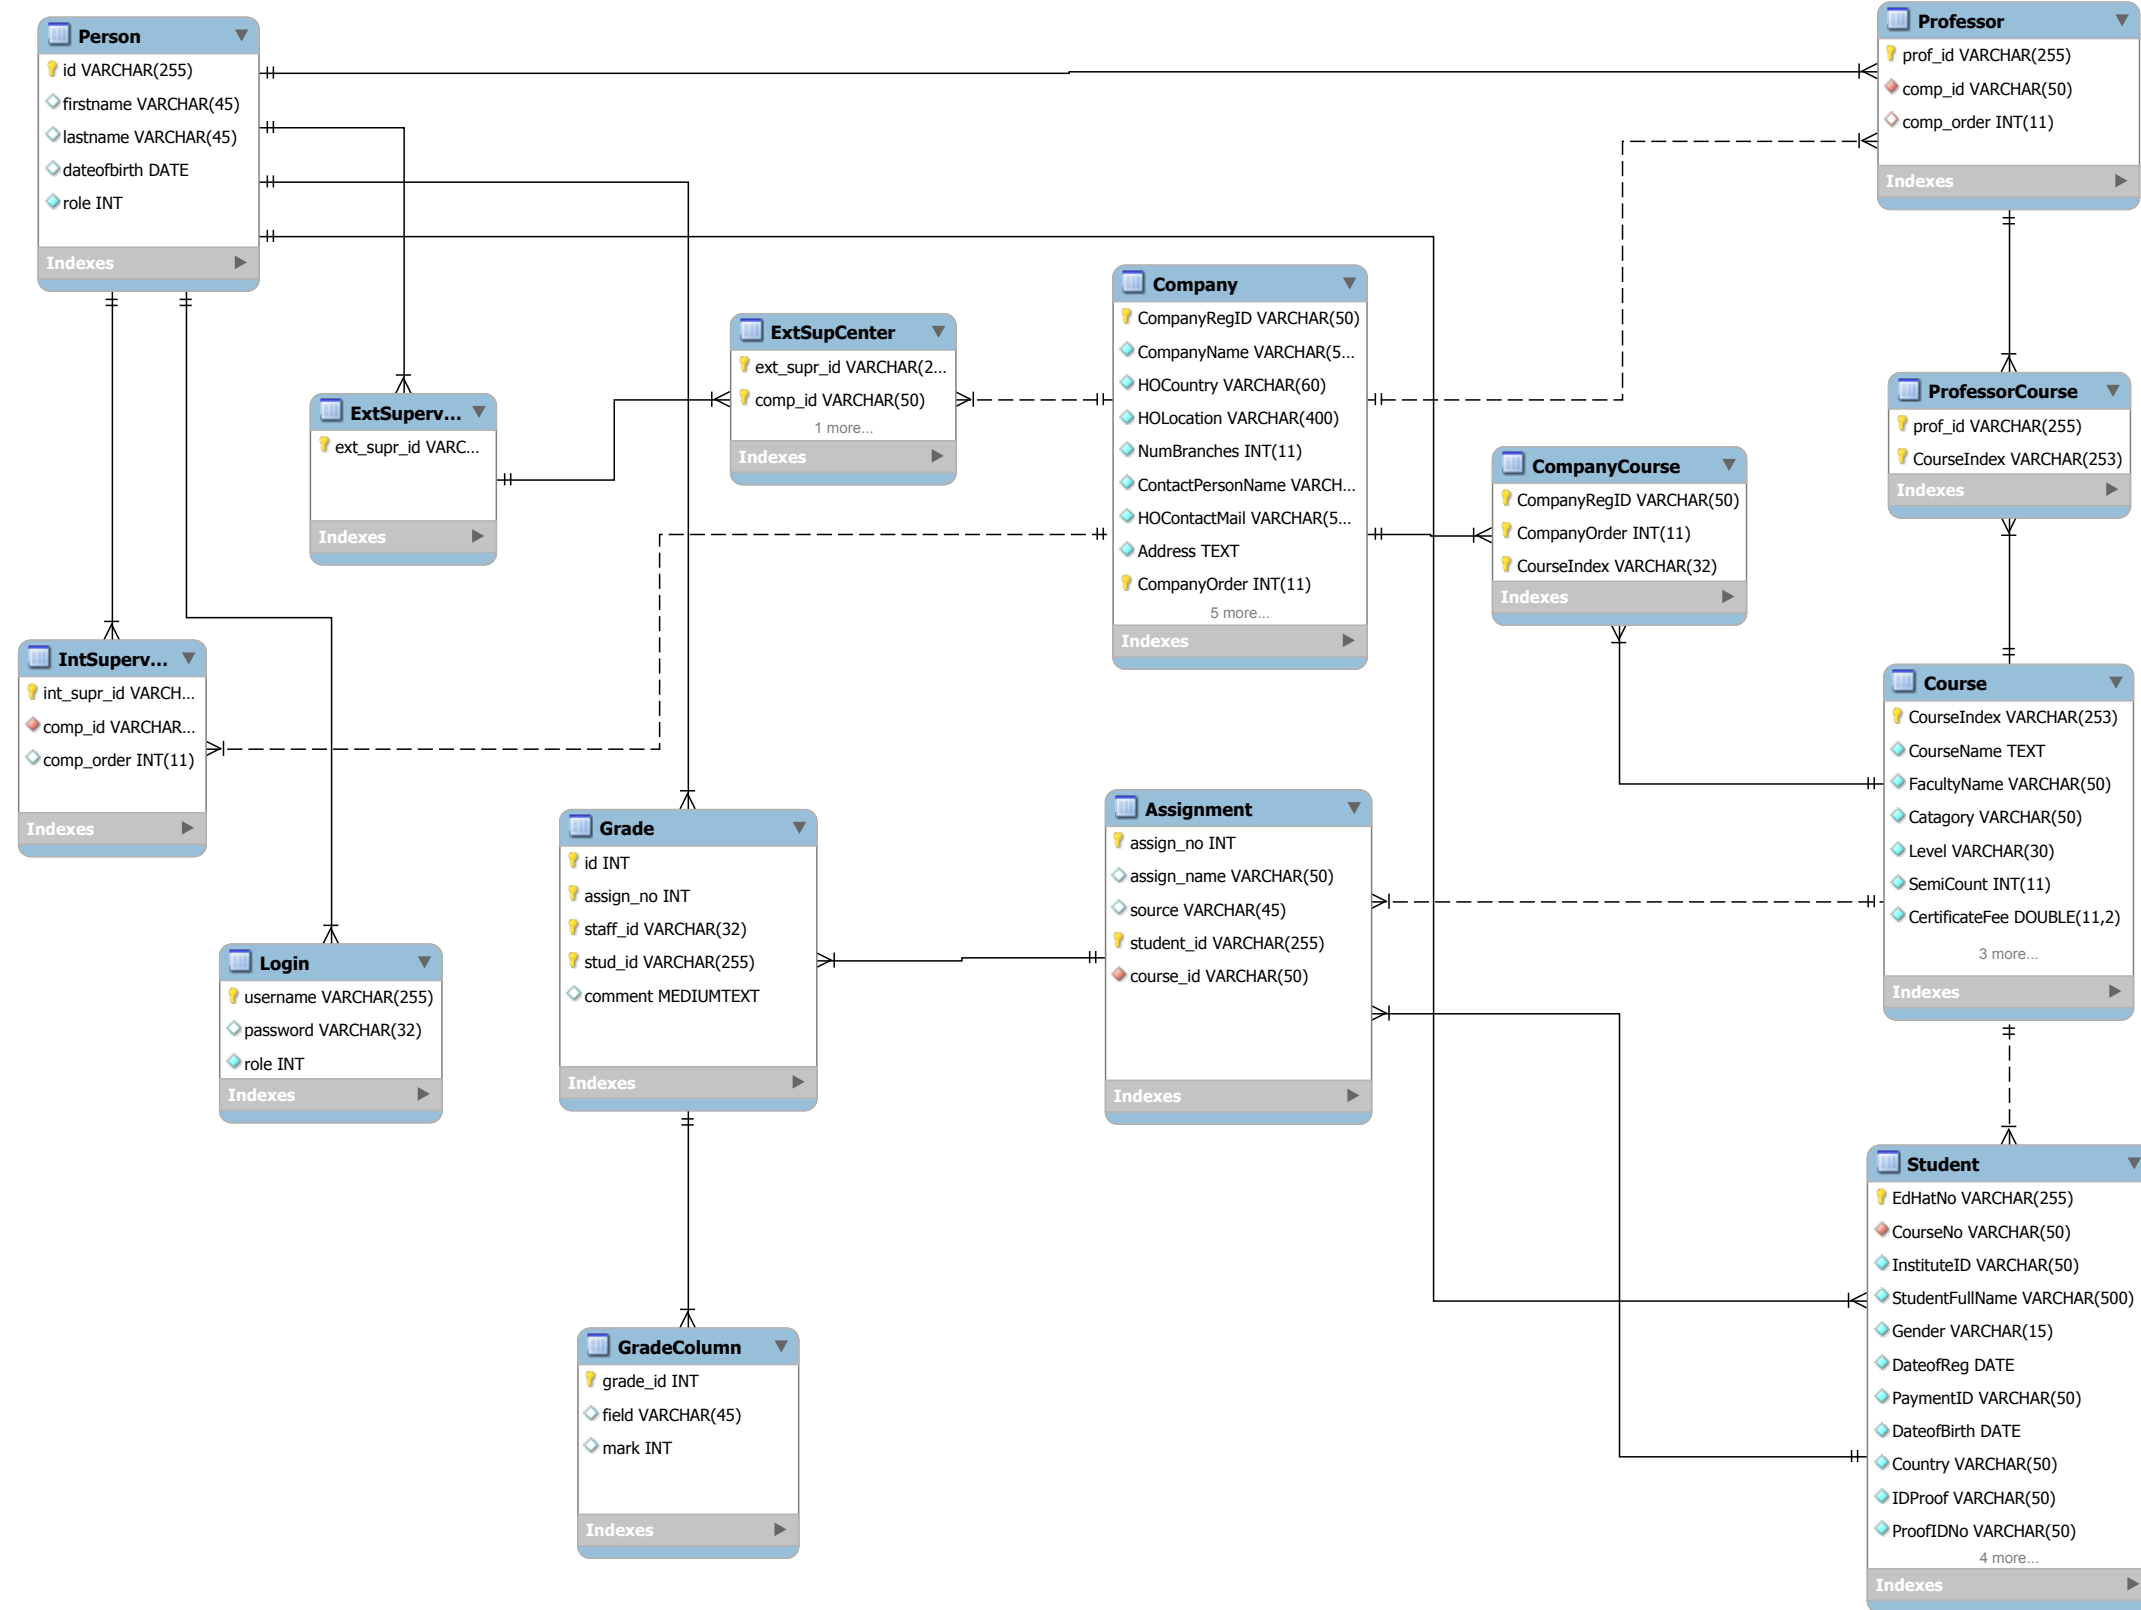 Person
id VARCHAR(255)
firstname VARCHAR(45)
lastname VARCHAR(45)
dateofbirth DATE
role INT
Indexes
Professor
prof_id VARCHAR(255)
comp_id VARCHAR(50)
comp_order INT(11)
Indexes
Company
CompanyRegID VARCHAR(50)
CompanyName VARCHAR(5...
HOCountry VARCHAR(60)
HOLocation VARCHAR(400)
NumBranches INT(11)
ContactPersonName VARCH...
HOContactMail VARCHAR(5...
Address TEXT
CompanyOrder INT(11)
5 more...
Indexes
ExtSupCenter
ext_supr_id VARCHAR(2...
comp_id VARCHAR(50)
1 more...
Indexes
ExtSuperv...
ext_supr_id VARC...
Indexes
ProfessorCourse
prof_id VARCHAR(255)
CourseIndex VARCHAR(253)
Indexes
CompanyCourse
CompanyRegID VARCHAR(50)
CompanyOrder INT(11)
CourseIndex VARCHAR(32)
Indexes
IntSuperv...
int_supr_id VARCH...
comp_id VARCHAR...
comp_order INT(11)
Indexes
Course
CourseIndex VARCHAR(253)
CourseName TEXT
FacultyName VARCHAR(50)
Catagory VARCHAR(50)
Level VARCHAR(30)
SemiCount INT(11)
CertificateFee DOUBLE(11,2)
3 more...
Indexes
Grade
id INT
assign_no INT
staff_id VARCHAR(32)
stud_id VARCHAR(255)
comment MEDIUMTEXT
Indexes
Assignment
assign_no INT
assign_name VARCHAR(50)
source VARCHAR(45)
student_id VARCHAR(255)
course_id VARCHAR(50)
Indexes
Login
username VARCHAR(255)
password VARCHAR(32)
role INT
Indexes
Student
EdHatNo VARCHAR(255)
CourseNo VARCHAR(50)
InstituteID VARCHAR(50)
StudentFullName VARCHAR(500)
Gender VARCHAR(15)
DateofReg DATE
PaymentID VARCHAR(50)
DateofBirth DATE
Country VARCHAR(50)
IDProof VARCHAR(50)
ProofIDNo VARCHAR(50)
4 more...
Indexes
GradeColumn
grade_id INT
field VARCHAR(45)
mark INT
Indexes